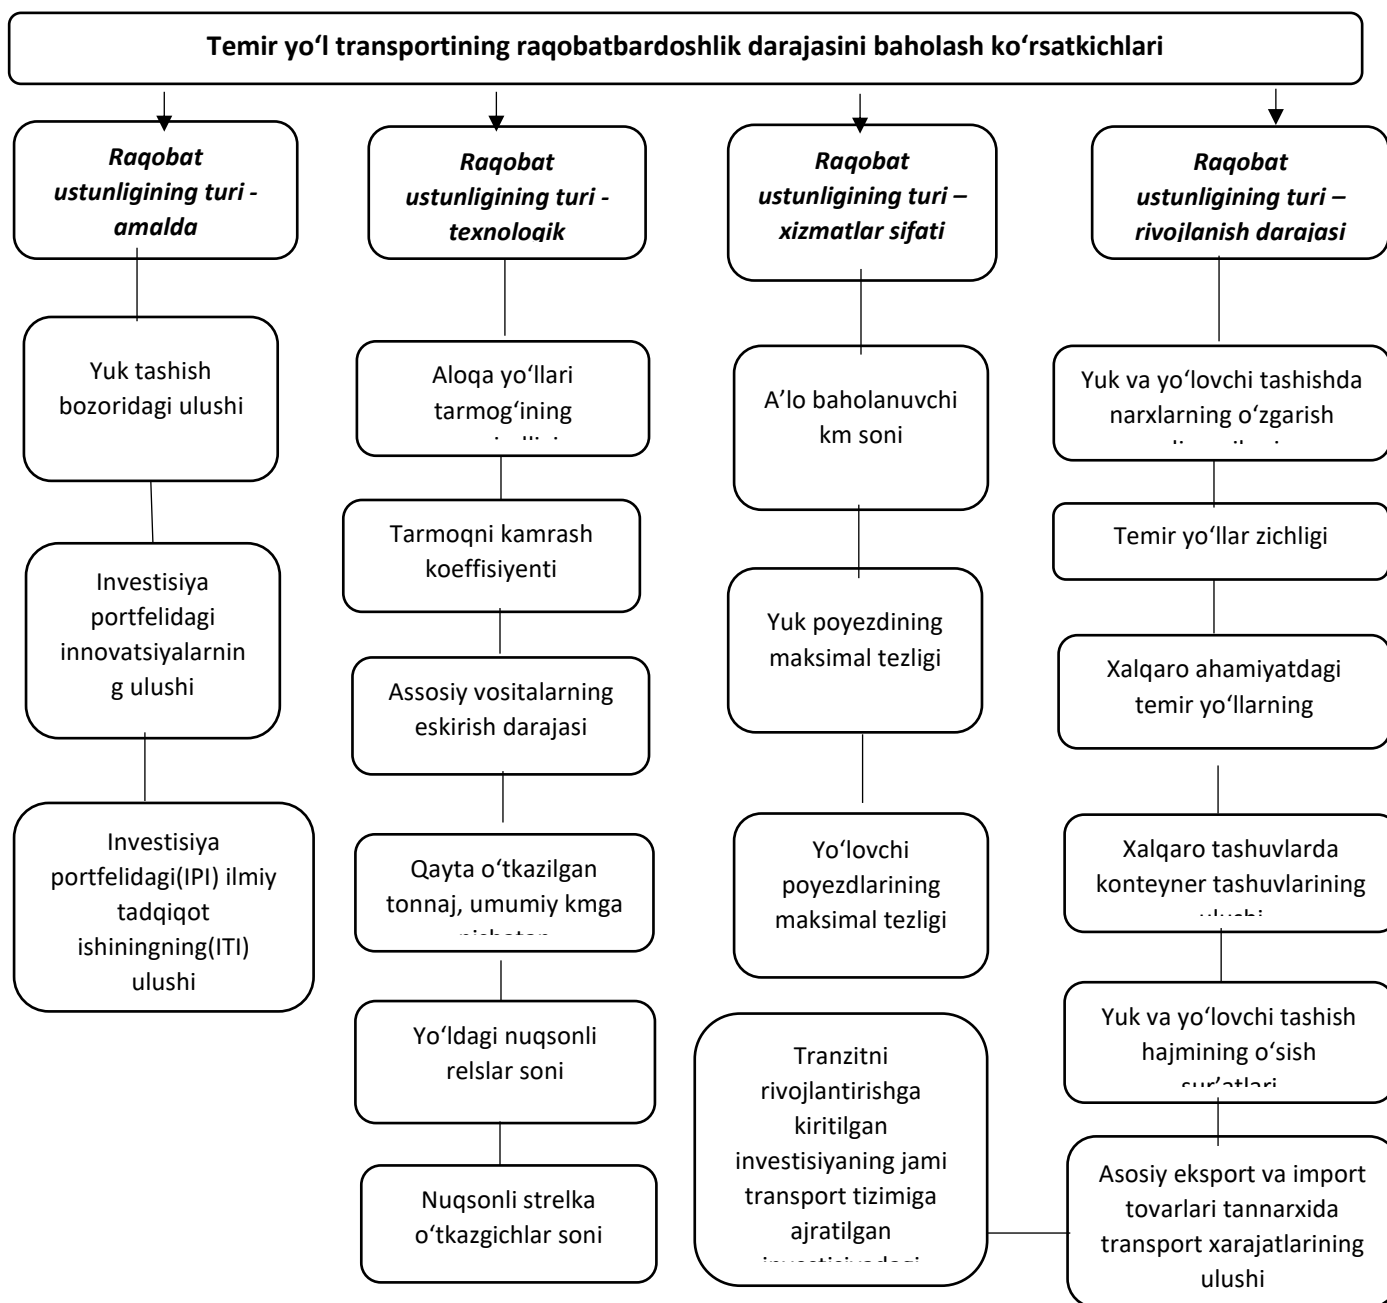 Temir yo‘l transportining raqobatbardoshlik darajasini baholash ko‘rsatkichlari
Raqobat
ustunligining turi -
amalda
Yuk tashish
bozoridagi ulushi
Investisiya
portfelidagi
innovatsiyalarnin
g ulushi
Investisiya
portfelidagi(IPI) ilmiy
tadqiqot
ishiningning(ITI)
ulushi
Raqobat
ustunligining turi -
texnologik
Aloqa yo‘llari
tarmog‘ining
Tarmoqni kamrash
koeffisiyenti
Assosiy vositalarning
eskirish darajasi
Qayta o‘tkazilgan
tonnaj, umumiy kmga
nisbatan
Yo‘ldagi nuqsonli
relslar soni
Nuqsonli strelka
o‘tkazgichlar soni
Raqobat
ustunligining turi –
xizmatlar sifati
A’lo baholanuvchi
km soni
Yuk poyezdining
maksimal tezligi
Yo‘lovchi
poyezdlarining
maksimal tezligi
Tranzitni
rivojlantirishga
kiritilgan
investisiyaning jami
transport tizimiga
ajratilgan
investisiyadagi
Raqobat
ustunligining turi –
rivojlanish darajasi
Yuk va yo‘lovchi tashishda
narxlarning o‘zgarish
Temir yo‘llar zichligi
Xalqaro ahamiyatdagi
temir yo‘llarning
Xalqaro tashuvlarda
konteyner tashuvlarining
ulushi
Yuk va yo‘lovchi tashish
hajmining o‘sish
sur’atlari
Asosiy eksport va import
tovarlari tannarxida
transport xarajatlarining
ulushi